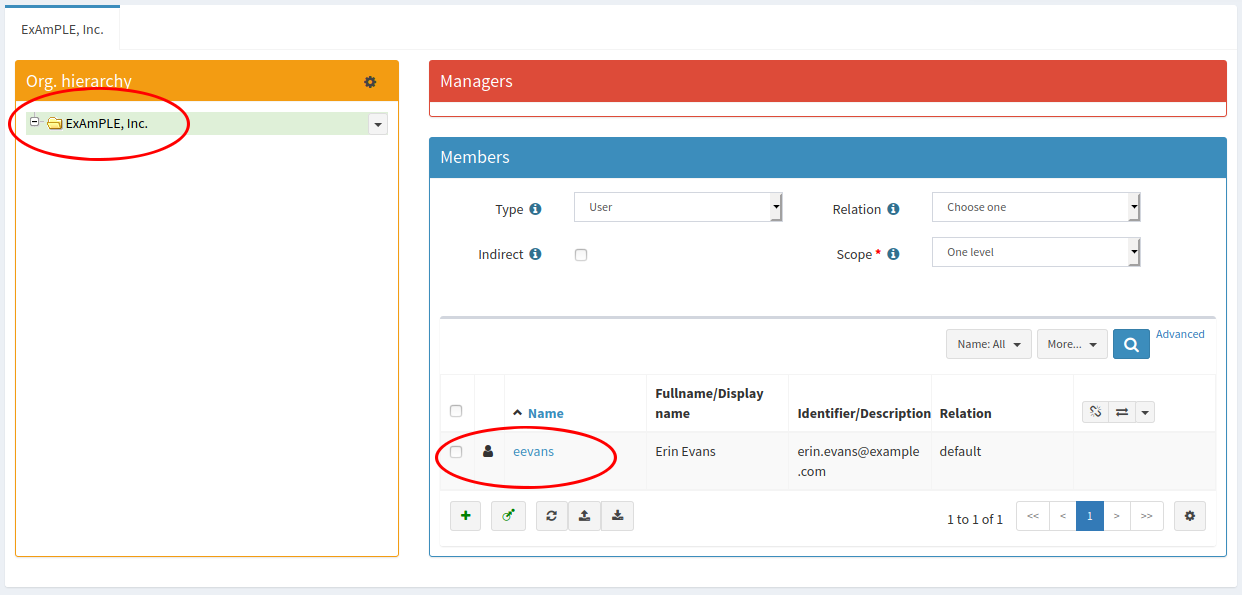 ExAmPLE, Inc.
Org. hierarchy
ExAmPLE, Inc.
Managers
Members
Type User Relation Choose one
Indirect Scope * One level
Name: All More... Advanced
Name Fullname/Display name Identifier/Description Relation
eevans Erin Evans erin.evans@example
.com default
1 to 1 of 1 << < 1 > >>